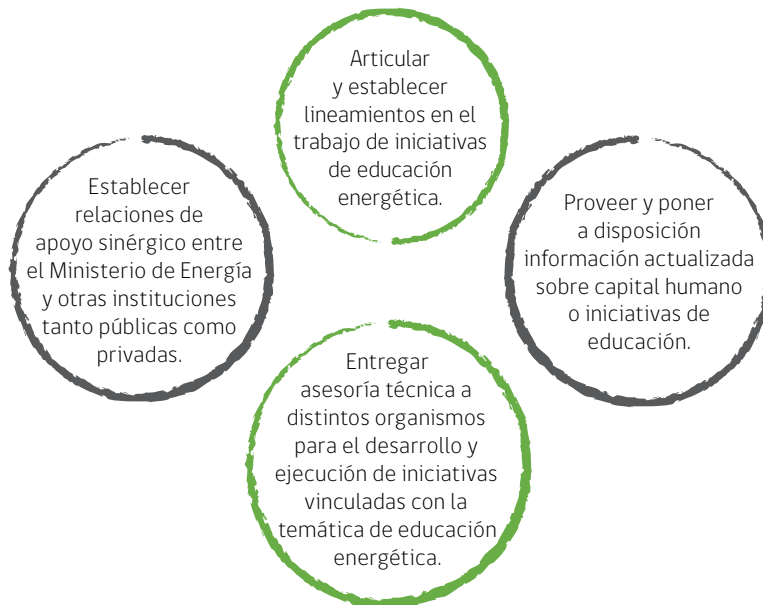 Articular
y establecer
lineamientos en el
trabajo de iniciativas
de educación
energética.
Establecer
relaciones de
apoyo sinérgico entre
el Ministerio de Energía
y otras instituciones
tanto públicas como
privadas.
Proveer y poner
a disposición
información actualizada
sobre capital humano
o iniciativas de
educación.
Entregar
asesoría técnica a
distintos organismos
para el desarrollo y
ejecución de iniciativas
vinculadas con la
temática de educación
energética.